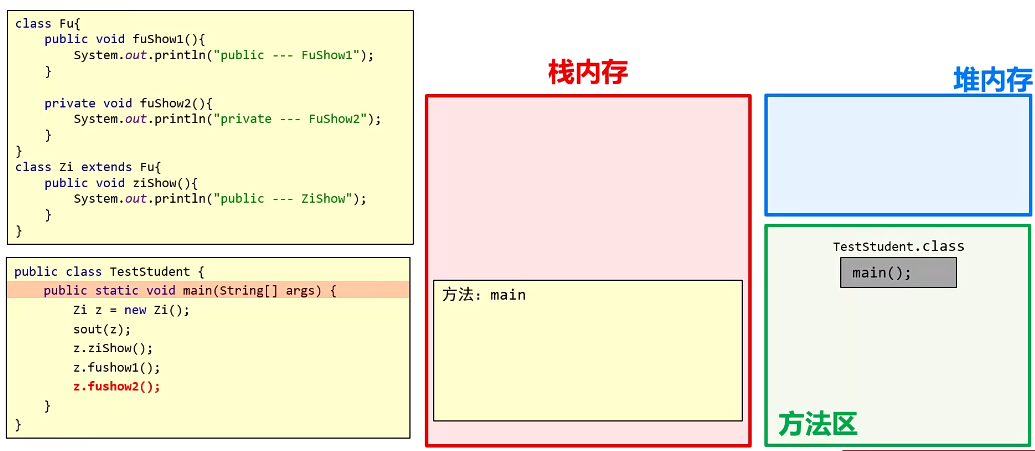 class Fu{
    public void fuShow1(){
        System.out.println("public --- FuShow1");
    }

    private void fuShow2(){
        System.out.println("private --- FuShow2");
    }
}
class Zi extends Fu{
    public void ziShow(){
        System.out.println("public --- ZiShow");
    }
}
public class TestStudent {
    public static void main(String[] args) {
        Zi z = new Zi();
        sout(z);
        z.ziShow();
        z.fushow1();
        z.fushow2();
    }
}
栈内存
方法：main
堆内存
TestStudent.class
main();
方法区